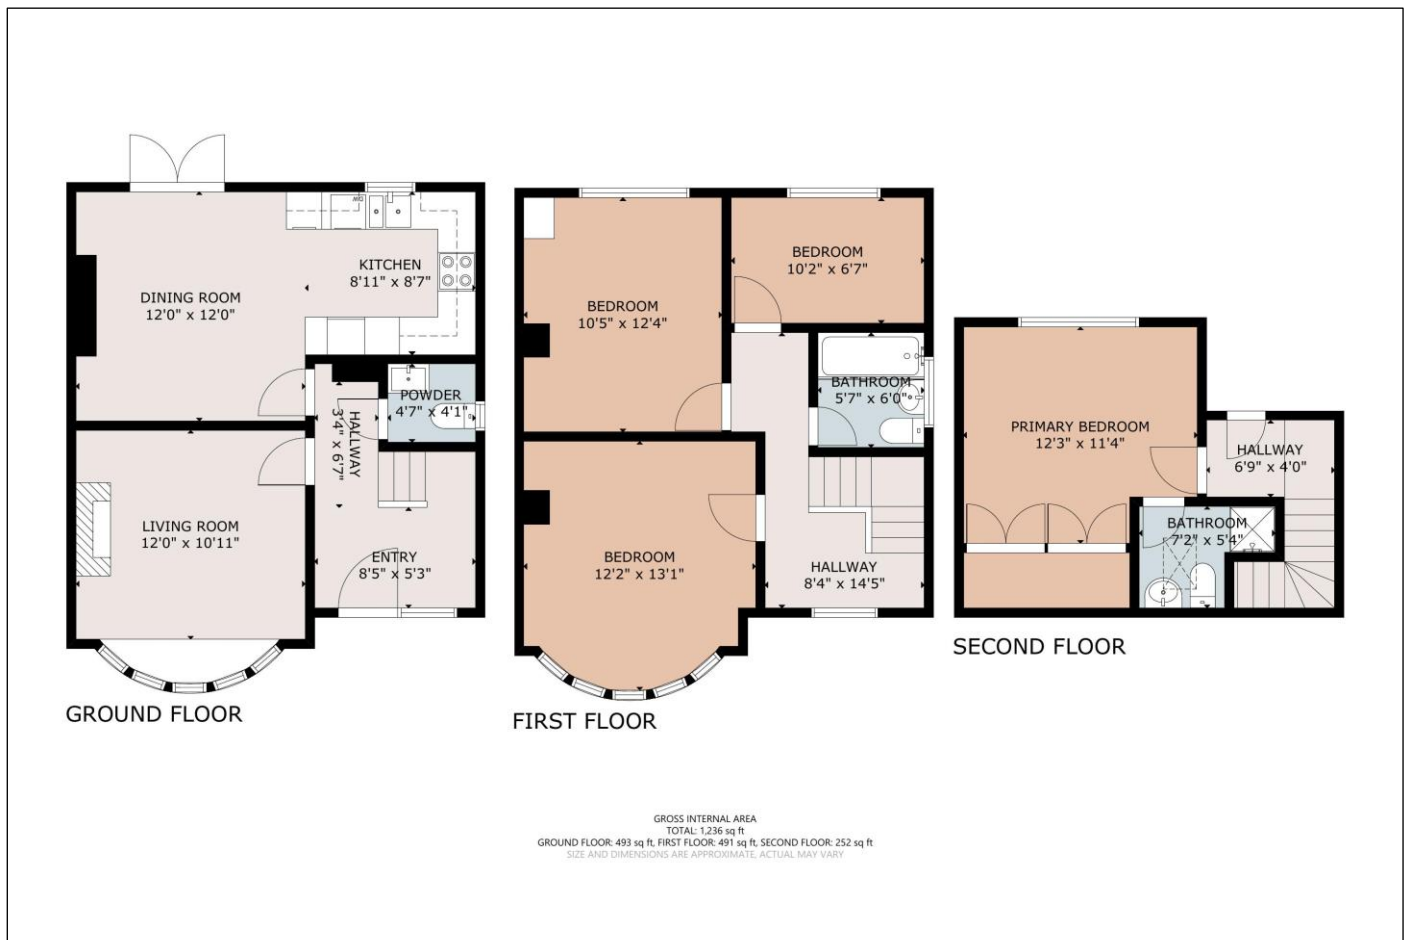 KITCHEN
8'11" x 8'7"
DINING ROOM
12'0" x 12'0"
POWDER
4'7" x 4'1"
HALLWAY
3'4" x 6'7"
LIVING ROOM
12'0" x 10'11"
ENTRY
8'5" x 5'3"
GROUND FLOOR
BEDROOM
10'2" x 6'7"
BEDROOM
10'5" x 12'4"
BATHROOM
5'7" x 6'0"
BEDROOM
12'2" x 13'1"
HALLWAY
8'4" x 14'5"
FIRST FLOOR
PRIMARY BEDROOM
12'3" x 11'4"
HALLWAY
6'9" x 4'0"
BATHROOM
7'2" x 5'4"
SECOND FLOOR
GROSS INTERNAL AREA
TOTAL: 1,236 sq ft
GROUND FLOOR: 493 sq ft, FIRST FLOOR: 491 sq ft, SECOND FLOOR: 252 sq ft
SIZE AND DIMENSIONS ARE APPROXIMATE, ACTUAL MAY VARY